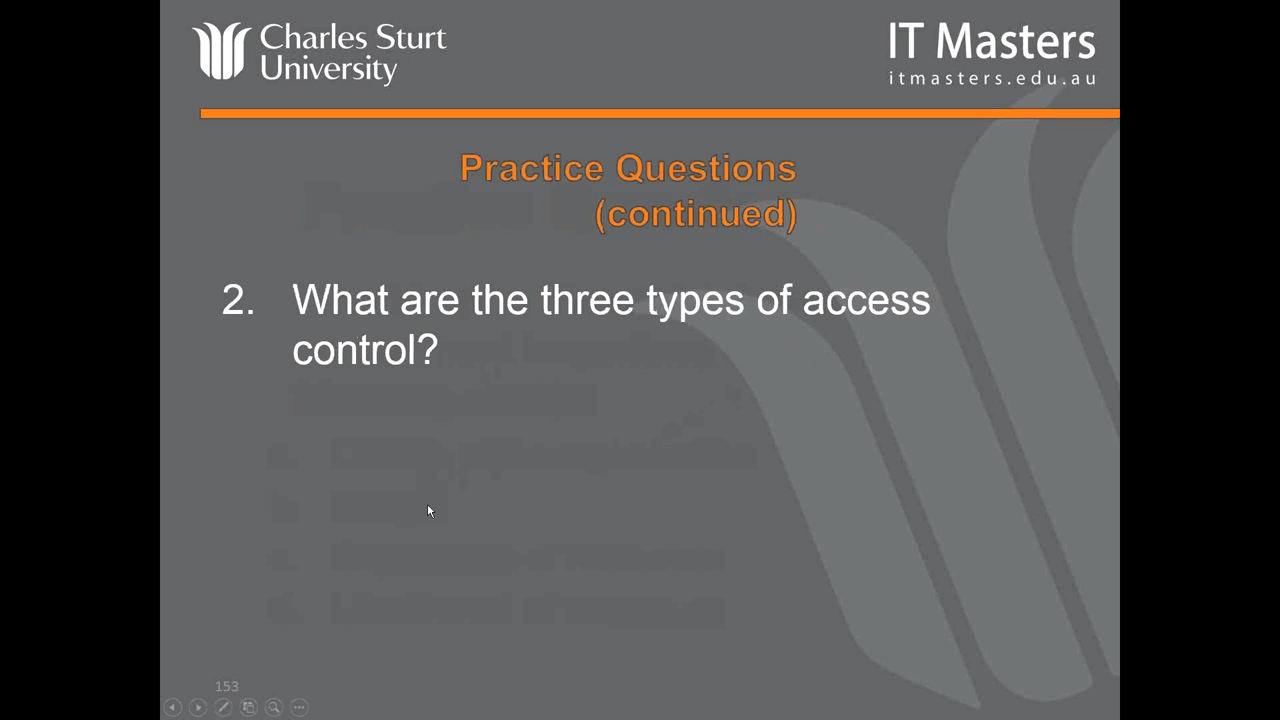 Charles Sturt
University
IT Masters
itmasters.edu.au
Practice Questions
(continued)
2. What are the three types of access
control?
153